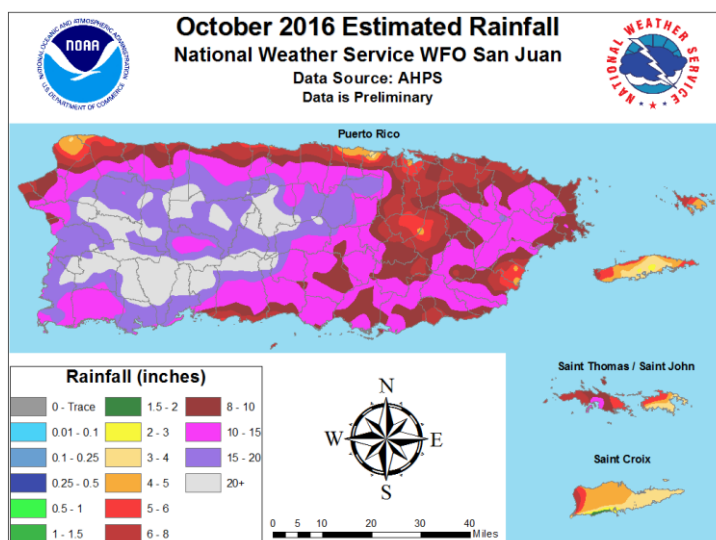 October 2016 Estimated Rainfall
National Weather Service WFO San Juan
Data Source: AHPS
Data is Preliminary
NATIONAL OCEANIC AND ATMOSPHERIC ADMINISTRATION
NOAA
U.S. DEPARTMENT OF COMMERCE
NATIONAL WEATHER SERVICE
Puerto Rico
Saint Thomas / Saint John
Saint Croix
Rainfall (inches)
0 - Trace
0.01 - 0.1
0.1 - 0.25
0.25 - 0.5
0.5 - 1
1 - 1.5
1.5 - 2
2 - 3
3 - 4
4 - 5
5 - 6
6 - 8
8 - 10
10 - 15
15 - 20
20+
N
W E
S
0 5 10 20 30 40
Miles